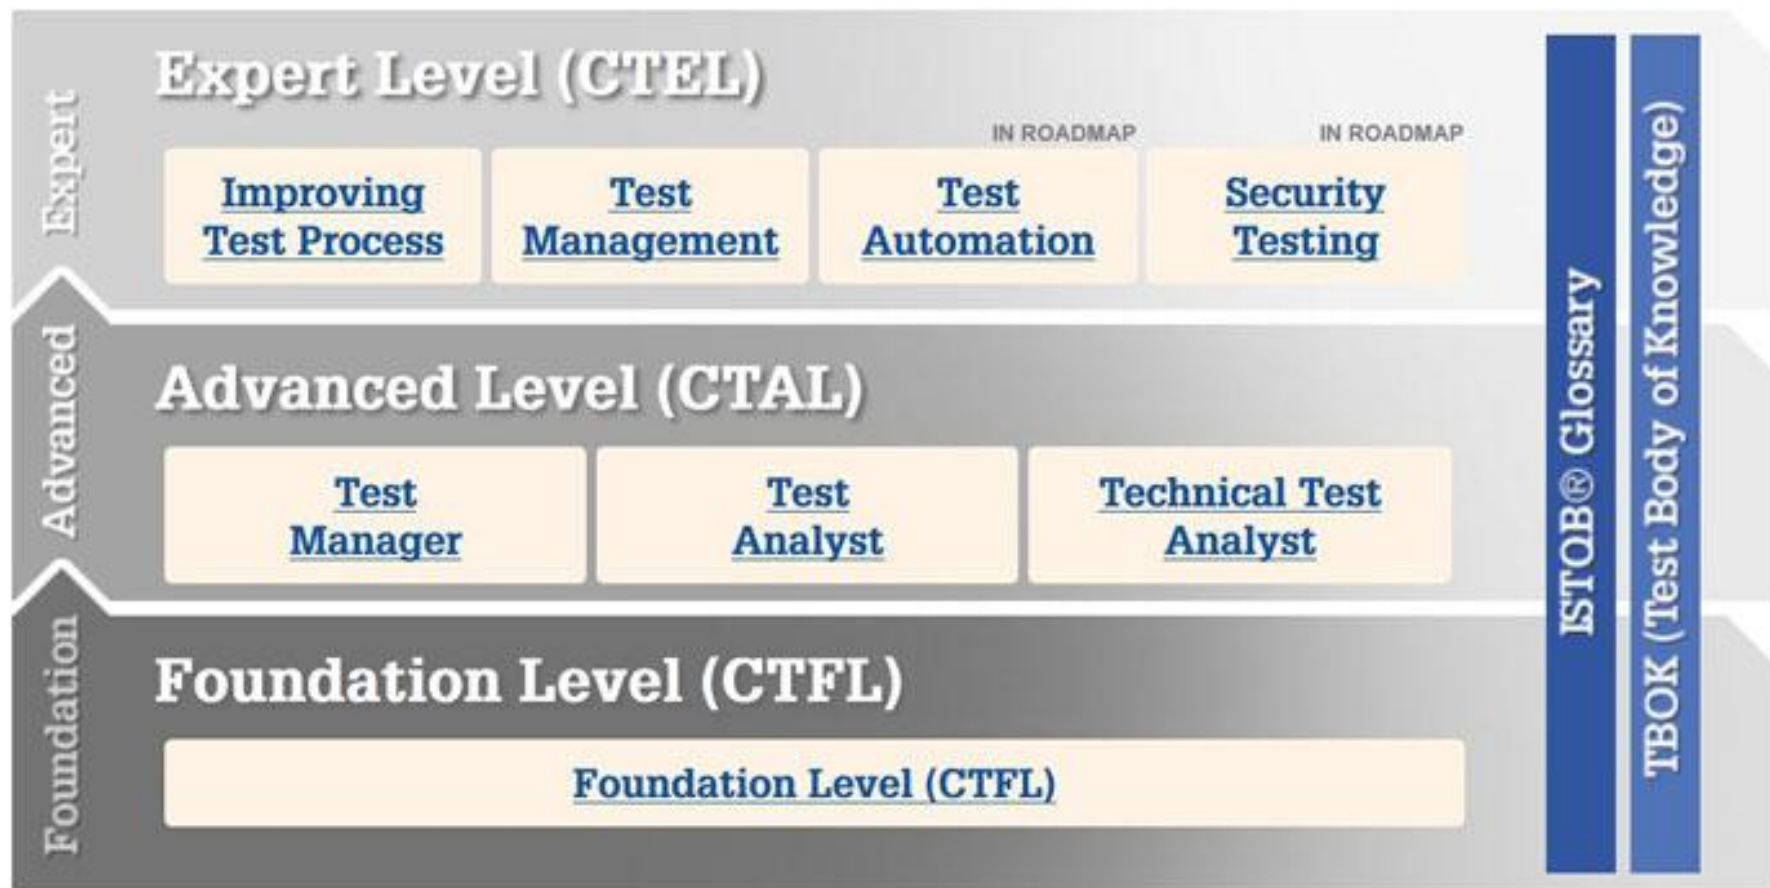 Expert Level (CTEL)
IN ROADMAP
IN ROADMAP
Improving
Test Process
Test
Management
Test
Automation
Security
Testing
Expert
Advanced Level (CTAL)
Test
Manager
Test
Analyst
Technical Test
Analyst
Advanced
Foundation Level (CTFL)
Foundation Level (CTFL)
Foundation
ISTQB® Glossary
TBOK (Test Body of Knowledge)